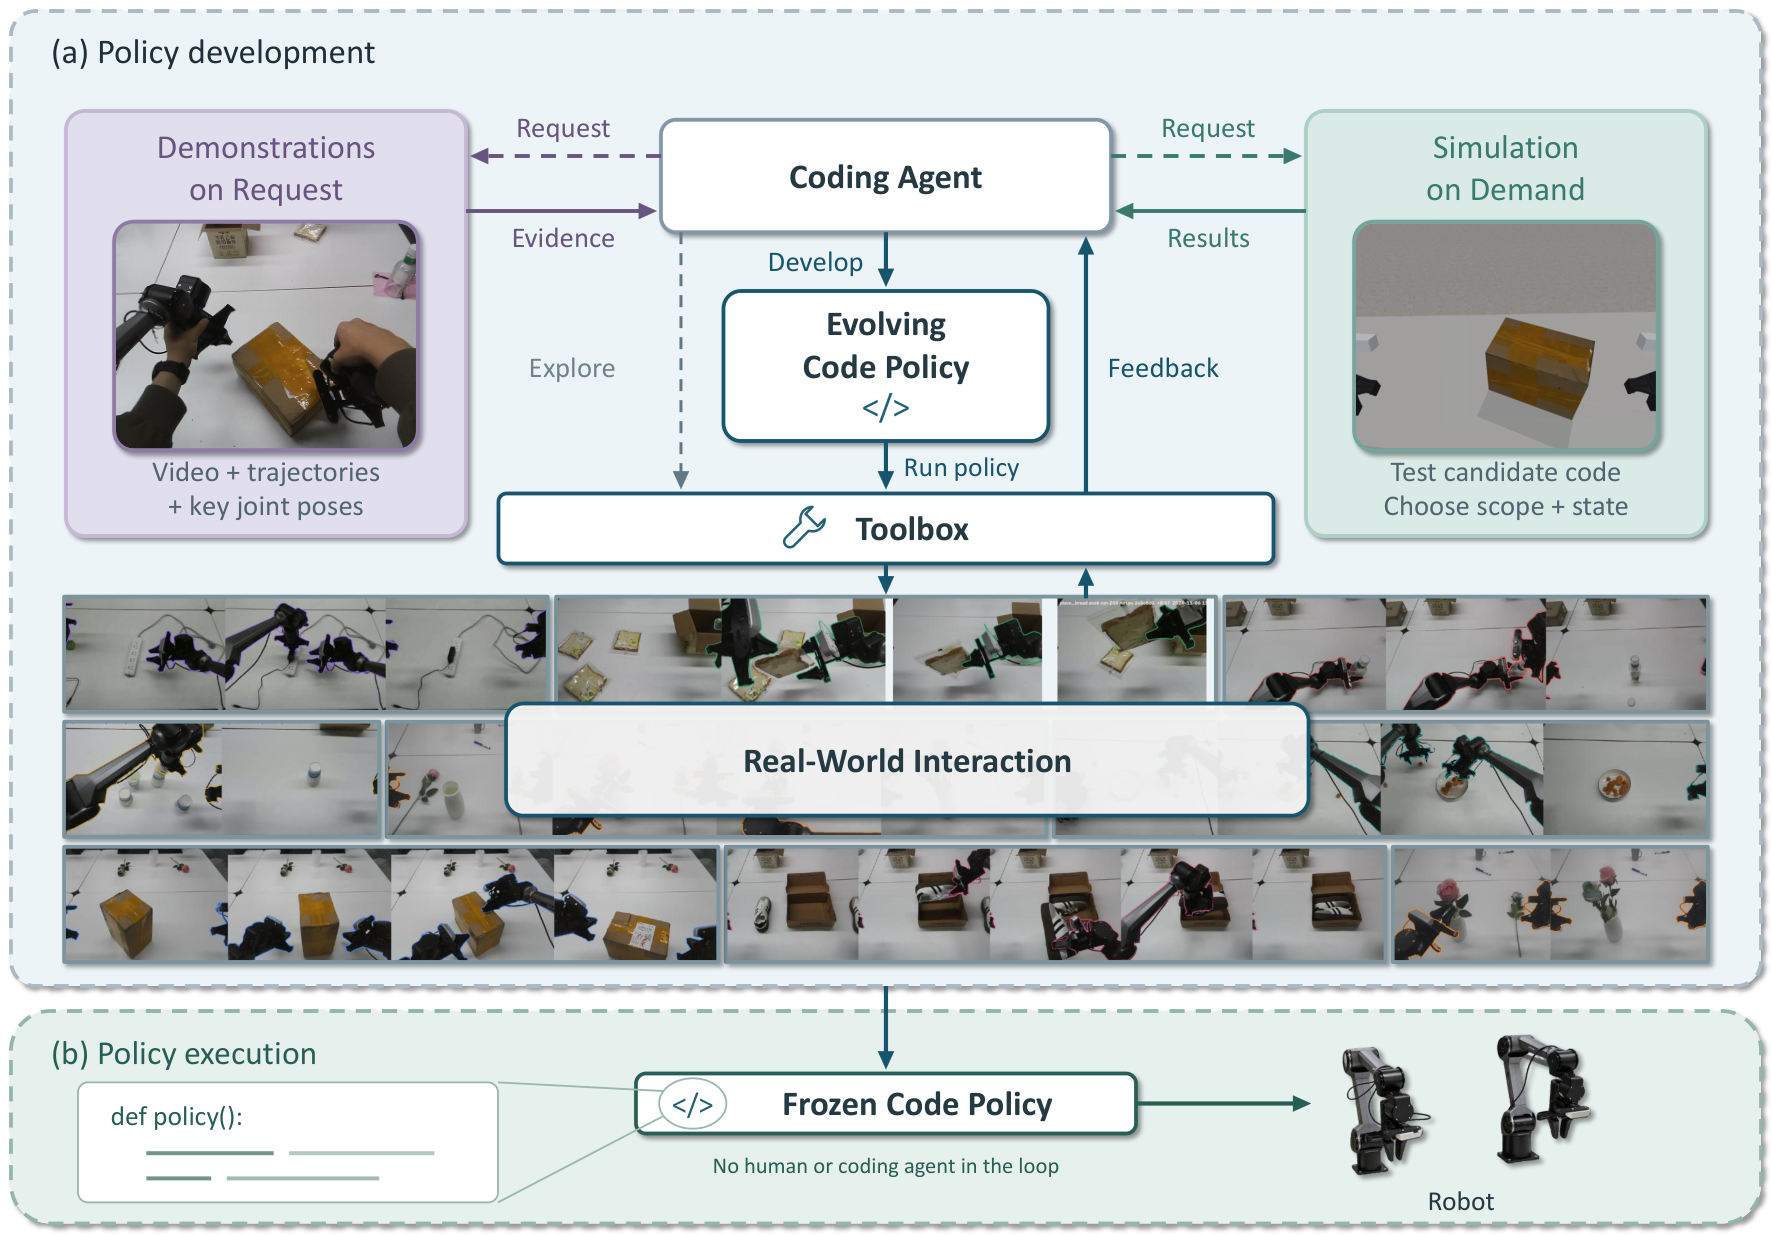 (a) Policy development
Demonstrations
on Request
Video + trajectories
+ key joint poses
Request
Evidence
Coding Agent
Request
Results
Simulation
on Demand
Test candidate code
Choose scope + state
Develop
Explore
Evolving
Code Policy
</>
Feedback
Run policy
Toolbox
Real-World Interaction
(b) Policy execution
def policy():
</>
Frozen Code Policy
No human or coding agent in the loop
Robot